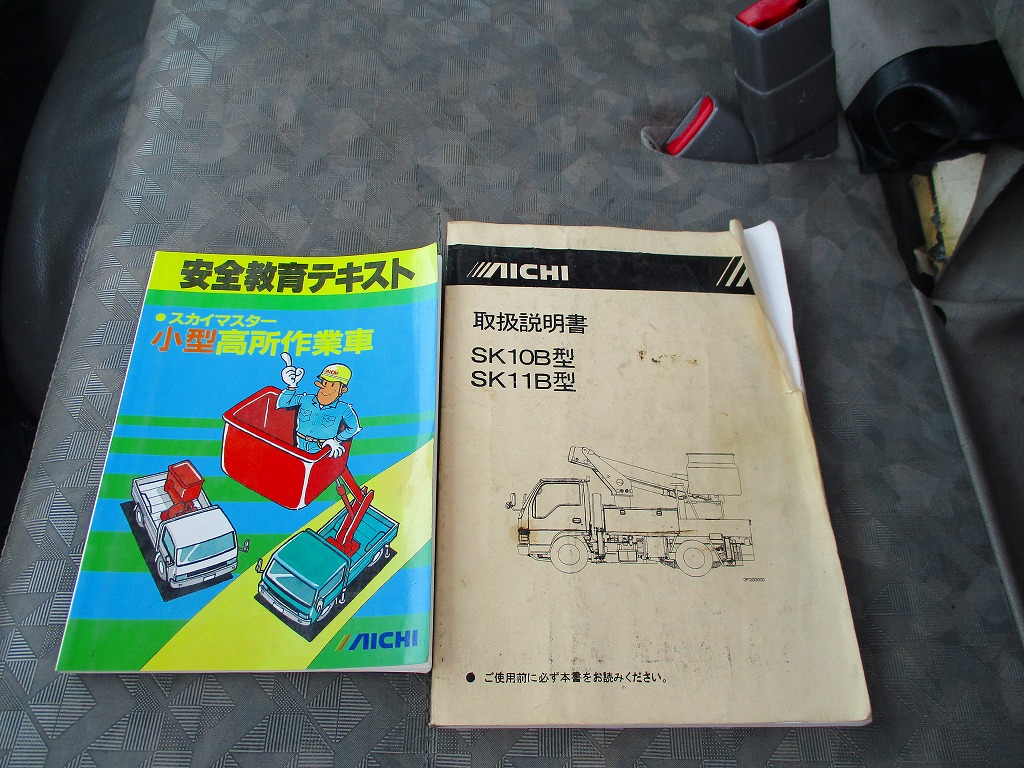 安全教育テキスト
●スカイマスター
小型高所作業車
AICHI
AICHI
取扱説明書
SK10B型
SK11B型
● ご使用前に必ず本書をお読みください。